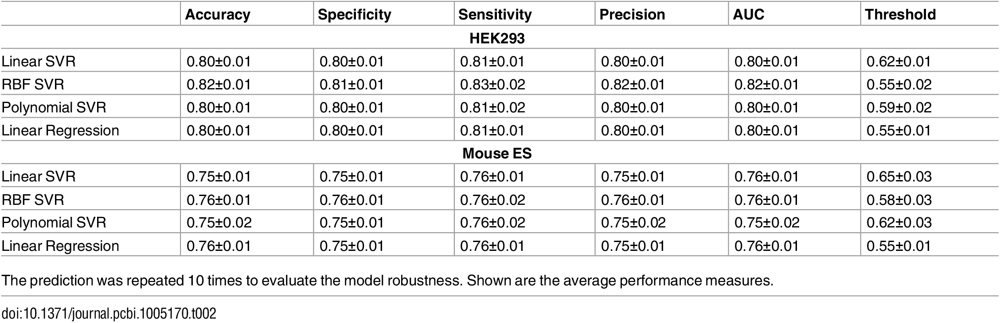 Accuracy Specificity Sensitivity Precision AUC Threshold
HEK293
Linear SVR 0.80±0.01 0.80±0.01 0.81±0.01 0.80±0.01 0.80±0.01 0.62±0.01
RBF SVR 0.82±0.01 0.81±0.01 0.83±0.02 0.82±0.01 0.82±0.01 0.55±0.02
Polynomial SVR 0.80±0.01 0.80±0.01 0.81±0.02 0.80±0.01 0.80±0.01 0.59±0.02
Linear Regression 0.80±0.01 0.80±0.01 0.81±0.01 0.80±0.01 0.80±0.01 0.55±0.01
Mouse ES
Linear SVR 0.75±0.01 0.75±0.01 0.76±0.01 0.75±0.01 0.76±0.01 0.65±0.03
RBF SVR 0.76±0.01 0.76±0.01 0.76±0.02 0.76±0.01 0.76±0.01 0.58±0.03
Polynomial SVR 0.75±0.02 0.75±0.01 0.76±0.02 0.75±0.02 0.75±0.02 0.62±0.03
Linear Regression 0.76±0.01 0.75±0.01 0.76±0.01 0.75±0.01 0.76±0.01 0.55±0.01
The prediction was repeated 10 times to evaluate the model robustness. Shown are the average performance measures.
doi:10.1371/journal.pcbi.1005170.t002